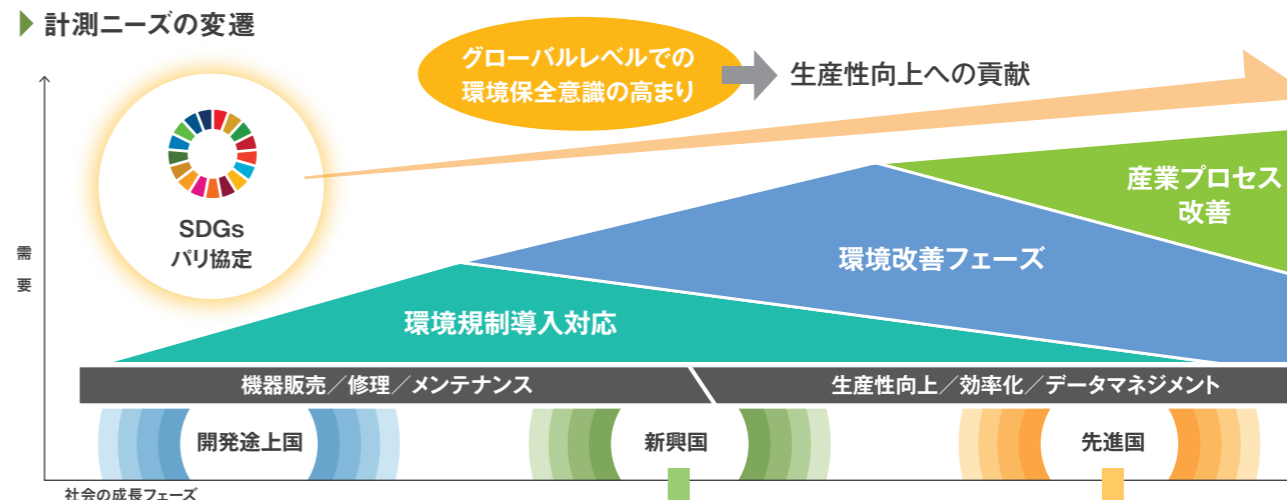 計測ニーズの変遷
グローバルレベルでの
環境保全意識の高まり
生産性向上への貢献
SDGs
パリ協定
需
要
産業プロセス
改善
環境改善フェーズ
環境規制導入対応
機器販売／修理／メンテナンス
生産性向上／効率化／データマネジメント
開発途上国
新興国
先進国
社会の成長フェーズ